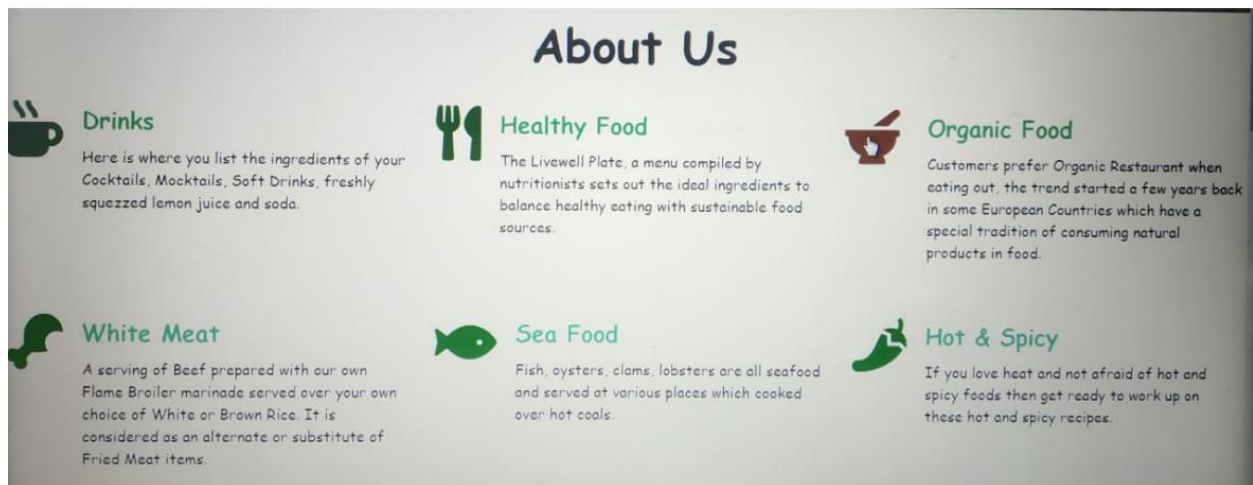 About Us
Drinks
Here is where you list the ingredients of your
Cocktails, Mocktails, Soft Drinks, freshly
squezzed lemon juice and soda.
Healthy Food
The Livewell Plate, a menu compiled by
nutritionists sets out the ideal ingredients to
balance healthy eating with sustainable food
sources.
Organic Food
Customers prefer Organic Restaurant when
eating out, the trend started a few years back
in some European Countries which have a
special tradition of consuming natural
products in food.
White Meat
A serving of Beef prepared with our own
Flame Broiler marinade served over your own
choice of White or Brown Rice. It is
considered as an alternate or substitute of
Fried Meat items.
Sea Food
Fish, oysters, clams, lobsters are all seafood
and served at various places which cooked
over hot coals.
Hot & Spicy
If you love heat and not afraid of hot and
spicy foods then get ready to work up on
these hot and spicy recipes.